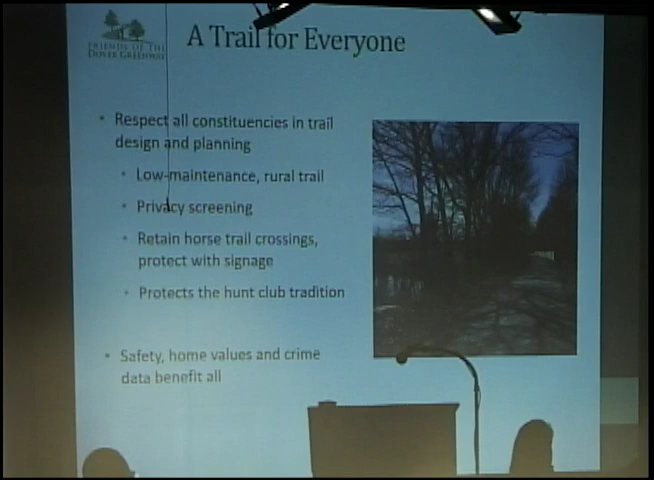 FRIENDS OF THE
DOVER GREENWAY
A Trail for Everyone
• Respect all constituencies in trail
design and planning
• Low-maintenance, rural trail
• Privacy screening
• Retain horse trail crossings,
protect with signage
• Protects the hunt club tradition
• Safety, home values and crime
data benefit all